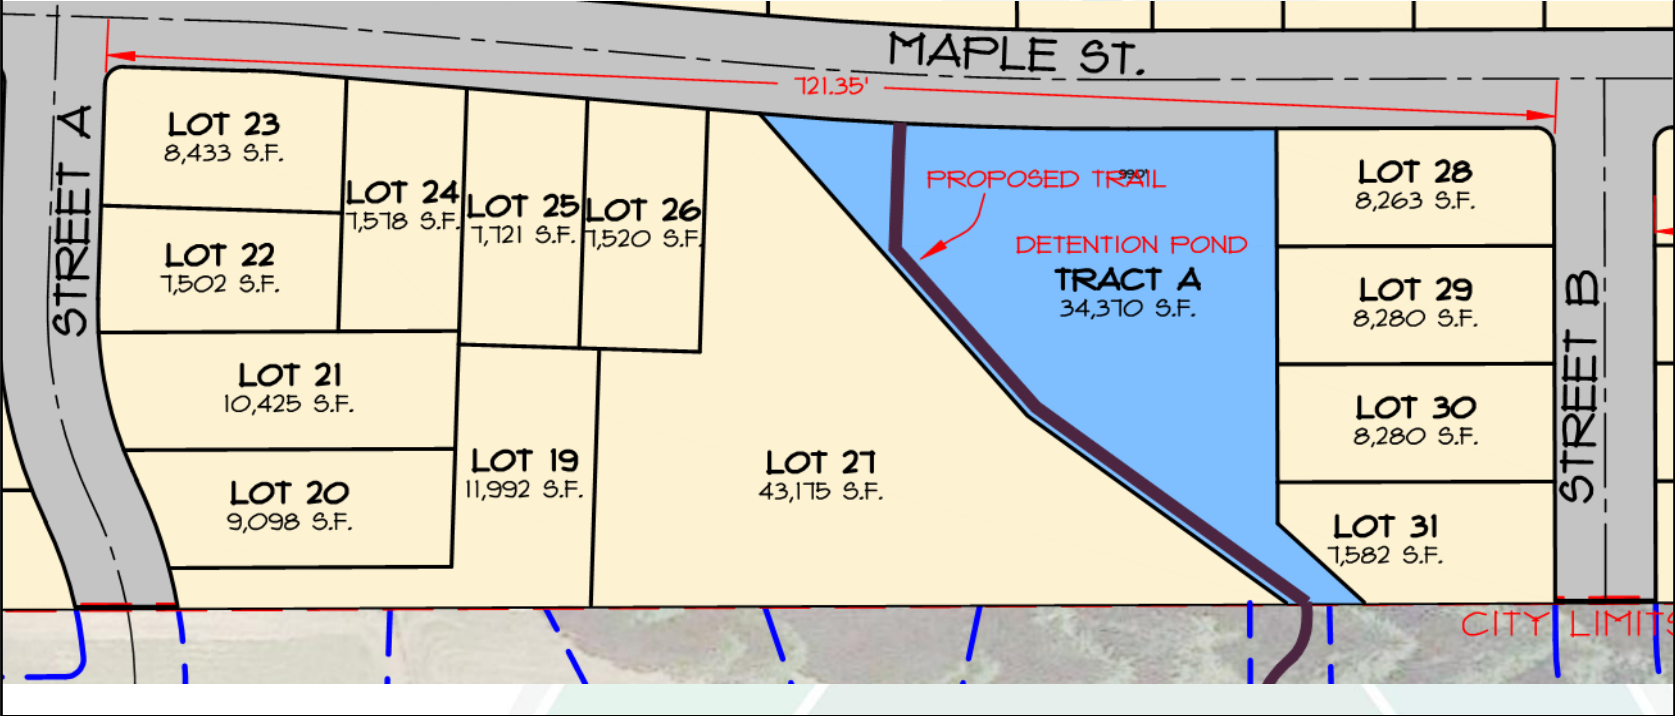 MAPLE ST.
721.35'
STREET A
LOT 23
8,433 S.F.
LOT 24
7,578 S.F.
LOT 25
7,721 S.F.
LOT 26
7,520 S.F.
PROPOSED TRAIL
DETENTION POND
TRACT A
34,370 S.F.
LOT 28
8,263 S.F.
LOT 22
7,502 S.F.
LOT 29
8,280 S.F.
STREET B
LOT 21
10,425 S.F.
LOT 30
8,280 S.F.
LOT 19
11,992 S.F.
LOT 27
43,175 S.F.
LOT 20
9,098 S.F.
LOT 31
7,582 S.F.
CITY LIMITS